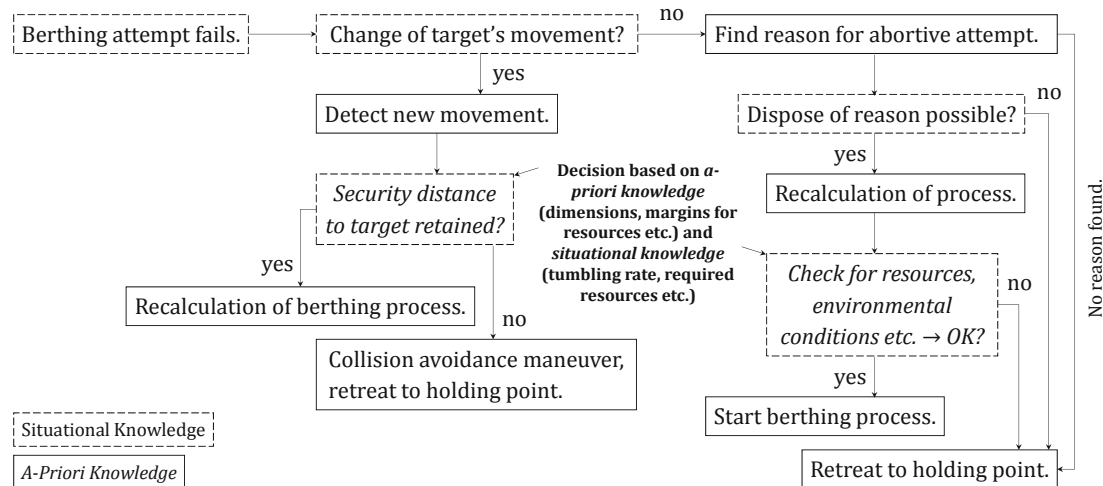 Berthing attempt fails.
Change of target's movement?
no
Find reason for abortive attempt.
yes
no
Detect new movement.
Dispose of reason possible?
yes
Security distance
to target retained?
Decision based on a-
priori knowledge
(dimensions, margins for
resources etc.) and
situational knowledge
(tumbling rate, required
resources etc.)
Recalculation of process.
No reason found.
yes
Recalculation of berthing process.
no
Check for resources,
environmental
conditions etc. → OK?
no
Collision avoidance maneuver,
retreat to holding point.
yes
Start berthing process.
Situational Knowledge
A-Priori Knowledge
Retreat to holding point.